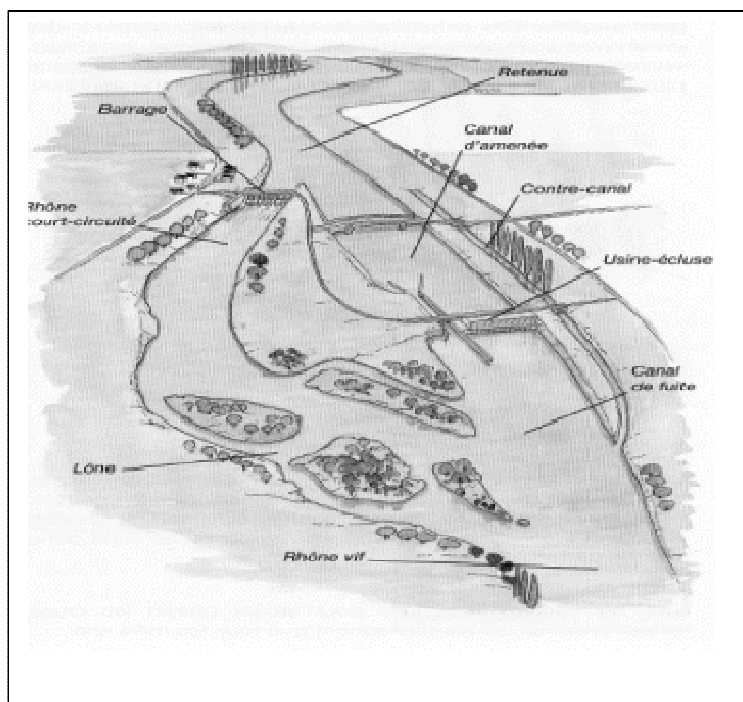 Retenue
Barrage
Canal
d'amenée
Contre-canal
Rhône
court-circuité
Usine-écluse
Canal
de fuite
Lône
Rhône vif